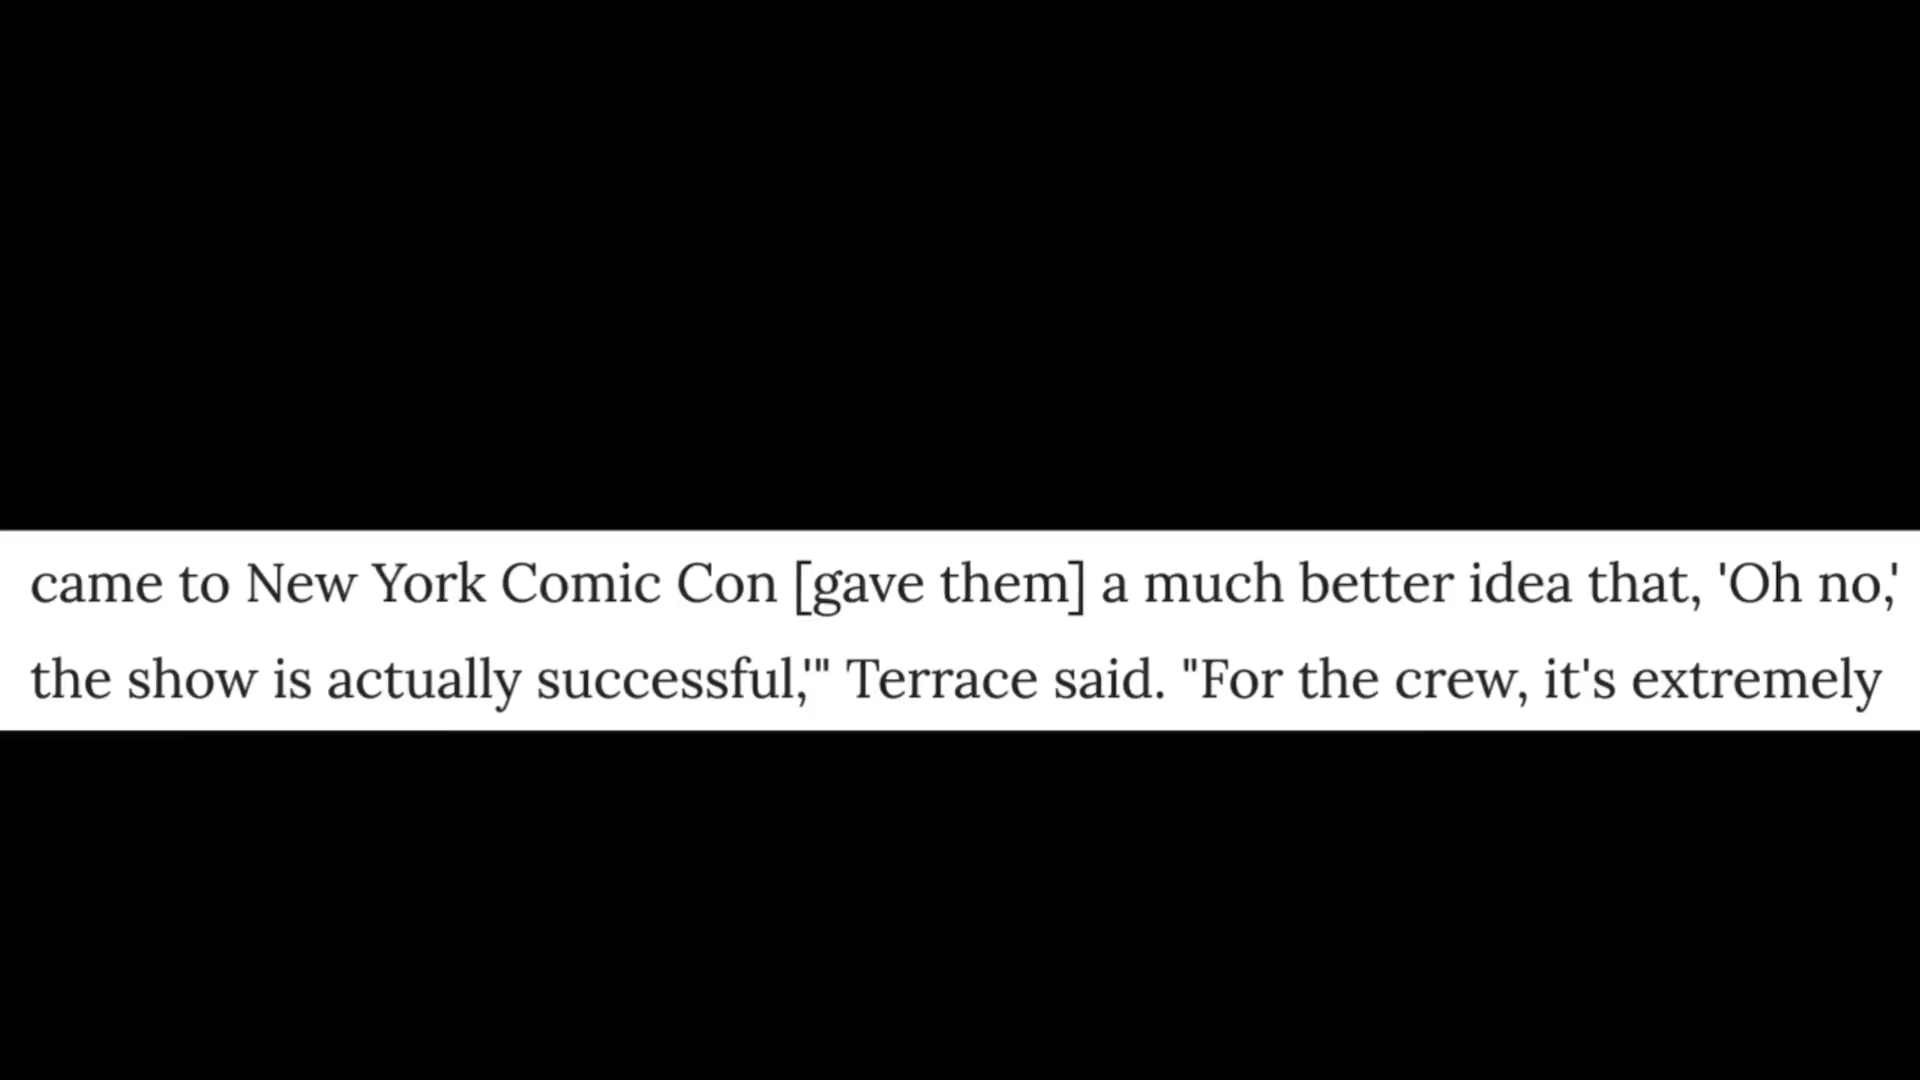 came to New York Comic Con [gave them] a much better idea that, 'Oh no,'
the show is actually successful,'" Terrace said. "For the crew, it's extremely